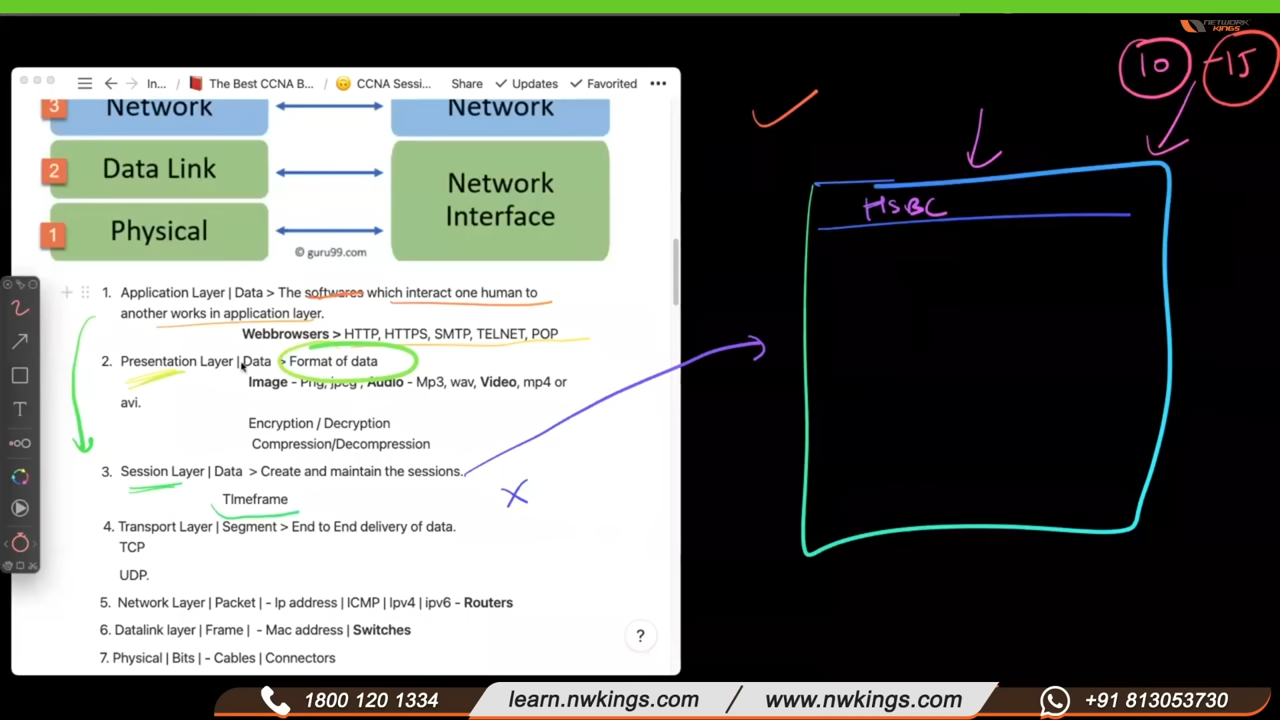 NETWORK
KINGS
10 - 15
In... / The Best CCNA B... / CCNA Sessi... Share Updates Favorited •••
3 Network Network
2 Data Link
Network
Interface
1 Physical
© guru99.com
HSBC
1. Application Layer | Data > The softwares which interact one human to
another works in application layer.
Webbrowsers > HTTP, HTTPS, SMTP, TELNET, POP
2. Presentation Layer | Data > Format of data
Image - Png, jpeg , Audio - Mp3, wav, Video, mp4 or
avi.
Encryption / Decryption
Compression/Decompression
3. Session Layer | Data > Create and maintain the sessions.
TImeframe
4. Transport Layer | Segment > End to End delivery of data.
TCP
UDP.
5. Network Layer | Packet | - Ip address | ICMP | Ipv4 | ipv6 - Routers
6. Datalink layer | Frame | - Mac address | Switches
7. Physical | Bits | - Cables | Connectors
T
?
1800 120 1334 learn.nwkings.com / www.nwkings.com +91 813053730